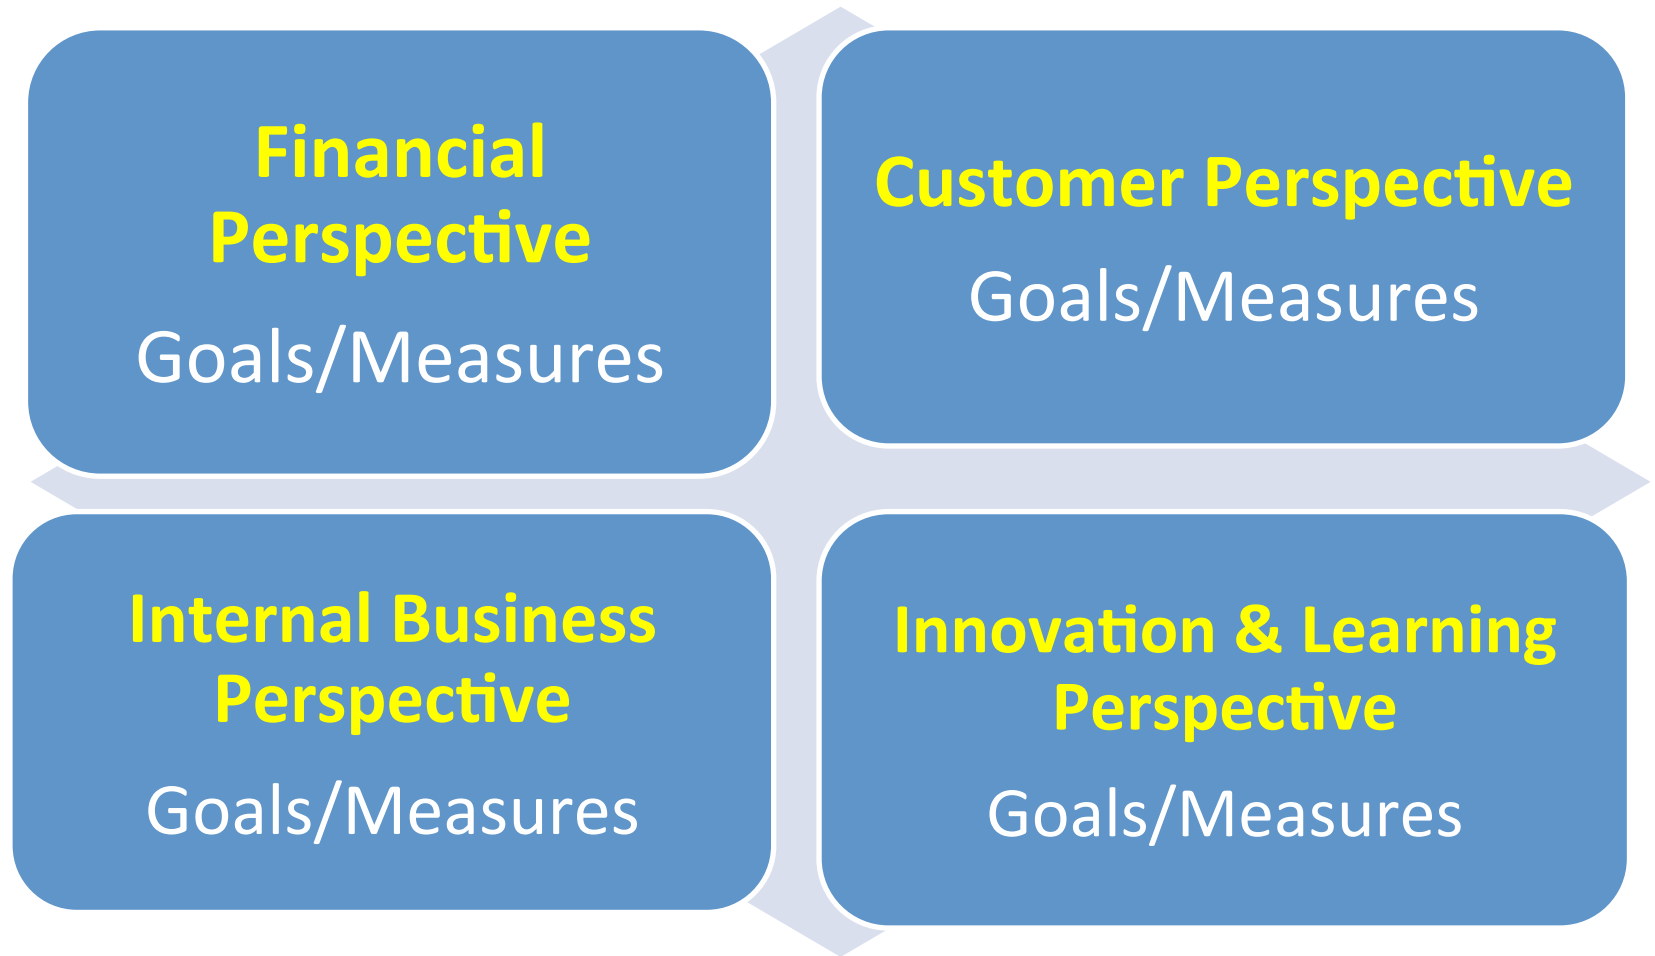 Financial
Perspective
Goals/Measures
Customer Perspective
Goals/Measures
Internal Business
Perspective
Goals/Measures
Innovation & Learning
Perspective
Goals/Measures